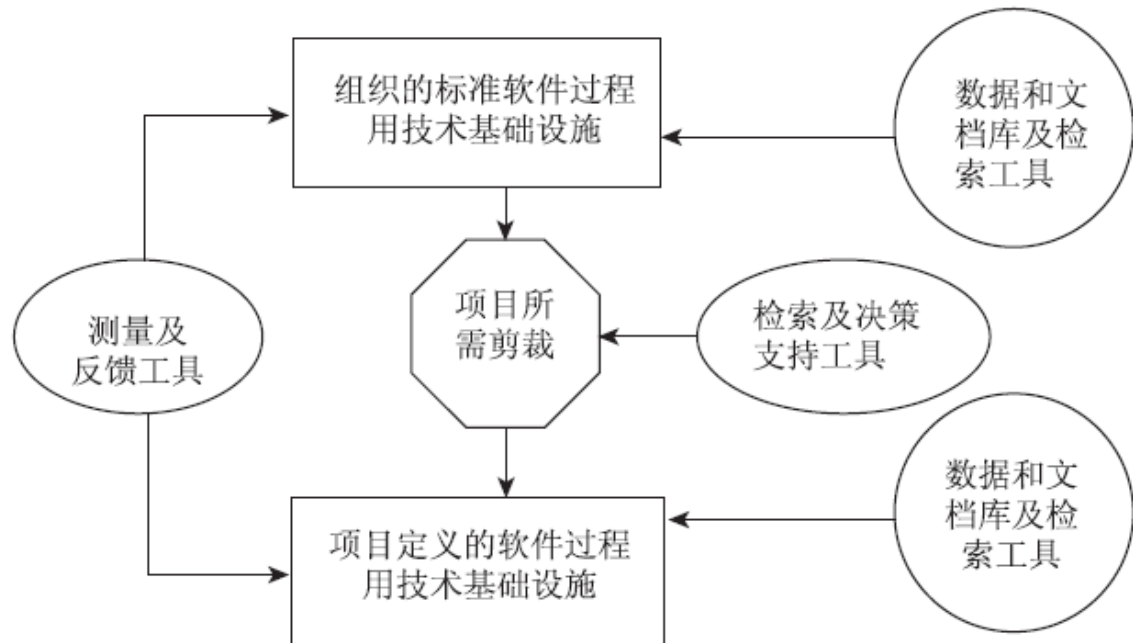 组织的标准软件过程
用技术基础设施
数据和文
档库及检
索工具
项目所
需剪裁
测量及
反馈工具
检索及决策
支持工具
数据和文
档库及检
索工具
项目定义的软件过程
用技术基础设施